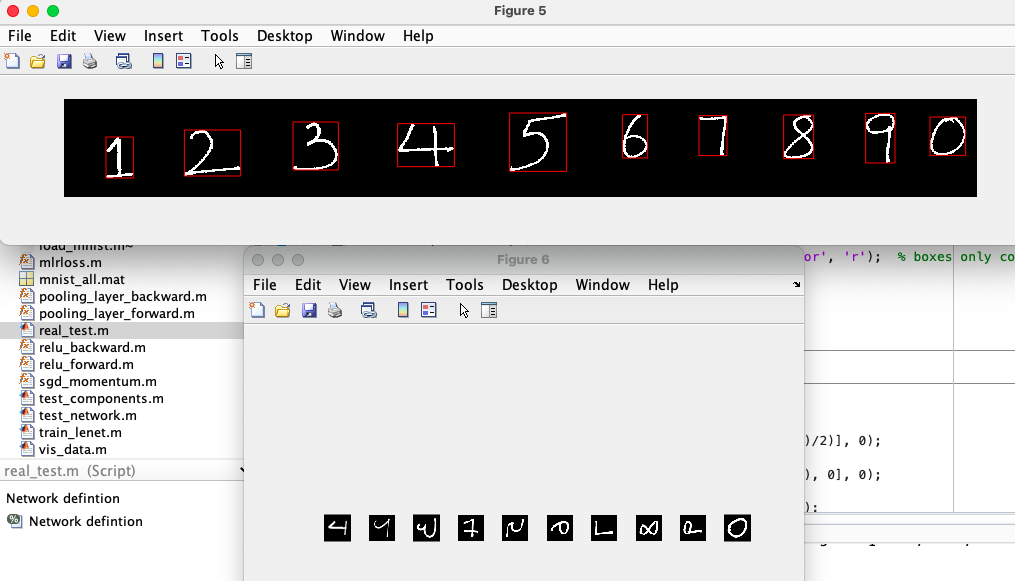 Figure 5
File Edit View Insert Tools Desktop Window Help
1 2 3 4 5 6 7 8 9 0
load_mnist.m~
mlrloss.m
mnist_all.mat
pooling_layer_backward.m
pooling_layer_forward.m
real_test.m
relu_backward.m
relu_forward.m
sgd_momentum.m
test_components.m
test_network.m
train_lenet.m
vis_data.m
real_test.m (Script)
Network defintion
Network defintion
Figure 6
File Edit View Insert Tools Desktop Window Help
or', 'r'); % boxes only co
)/2)], 0);
), 0], 0);
);